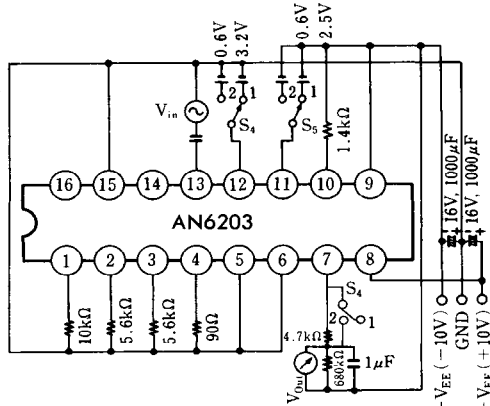 0.6V
3.2V
0.6V
2.5V
2
1
S4
2
1
S5
Vin
1.4kΩ
16V, 1000μF
16V, 1000μF
+
+
16
15
14
13
12
11
10
9
AN6203
1
2
3
4
5
6
7
8
10kΩ
5.6kΩ
5.6kΩ
90Ω
S4
2
1
4.7kΩ
680kΩ
1μF
VOut
-VEE (-10V)
GND
VEE (+10V)